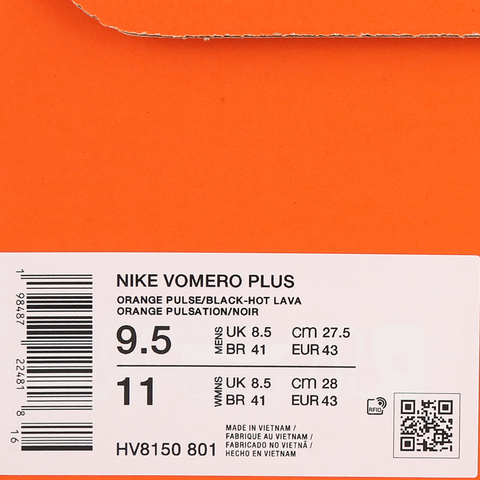 NIKE VOMERO PLUS
ORANGE PULSE/BLACK-HOT LAVA
ORANGE PULSATION/NOIR
9.5 MENS UK 8.5 CM 27.5
BR 41 EUR 43
11 WMNS UK 8.5 CM 28
BR 41 EUR 43
HV8150 801
MADE IN VIETNAM /
FABRIQUE AU VIETNAM /
FABRICADO NO VIETNÃ /
HECHO EN VIETNAM
RFID
1 98487 22481 8 16